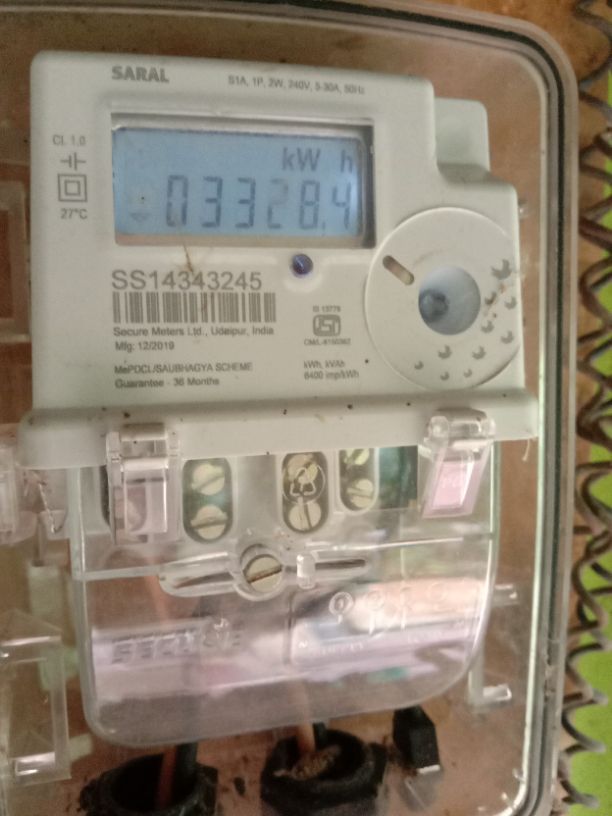 SARAL
S1A, 1P, 2W, 240V, 5-30A, 50Hz
Cl. 1.0
27°C
kW h
03328.4
SS14343245
Secure Meters Ltd., Udaipur, India
Mfg: 12/2019
MePDCL/SAUBHAGYA SCHEME
Guarantee - 36 Months
IS 13779
kWh, kVAh
6400 imp/kWh